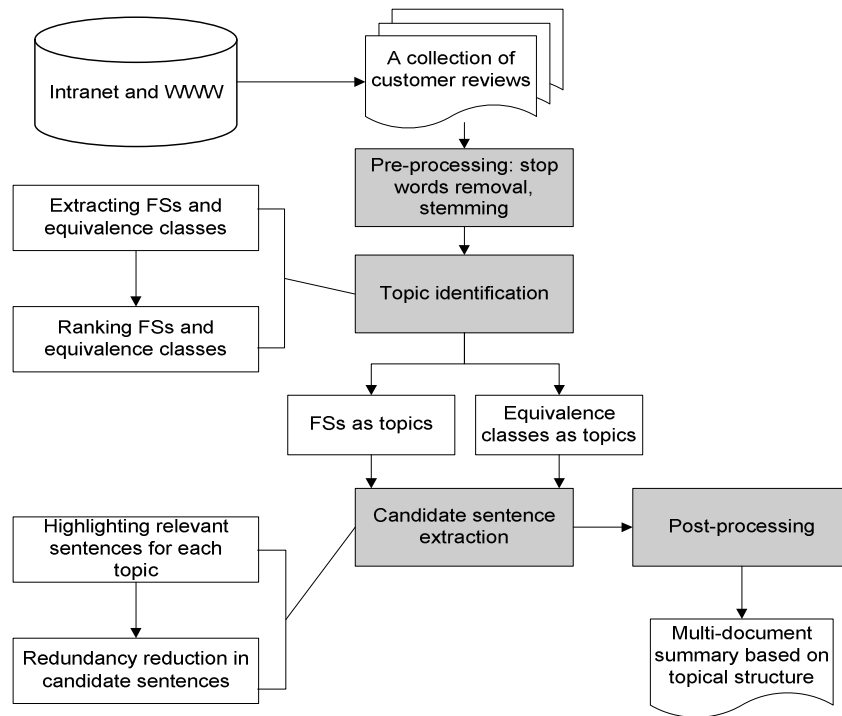 Intranet and WWW
A collection of
customer reviews
Pre-processing: stop
words removal,
stemming
Extracting FSs and
equivalence classes
Topic identification
Ranking FSs and
equivalence classes
FSs as topics
Equivalence
classes as topics
Candidate sentence
extraction
Post-processing
Highlighting relevant
sentences for each
topic
Redundancy reduction in
candidate sentences
Multi-document
summary based on
topical structure